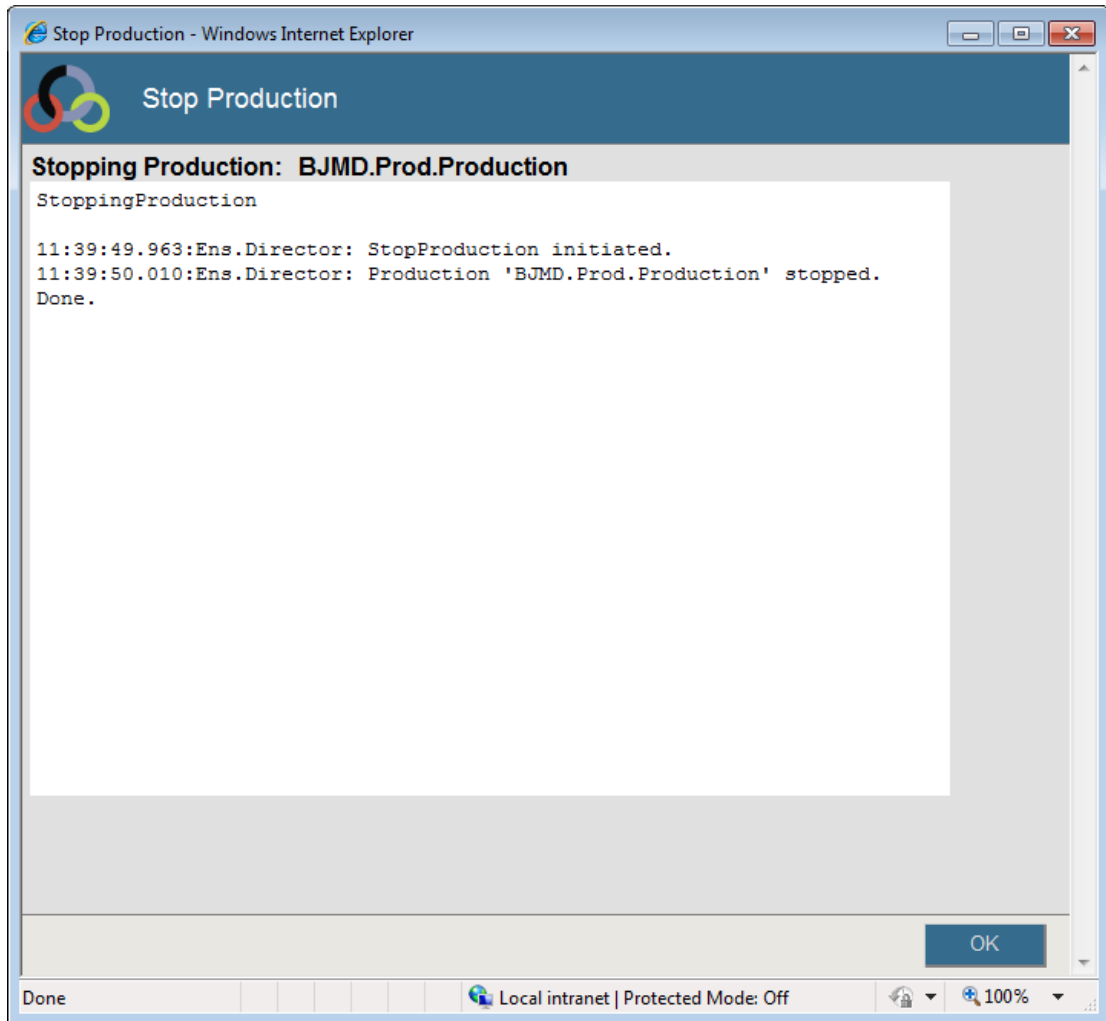 Stop Production - Windows Internet Explorer
Stop Production
Stopping Production: BJMD.Prod.Production
StoppingProduction
11:39:49.963:Ens.Director: StopProduction initiated.
11:39:50.010:Ens.Director: Production 'BJMD.Prod.Production' stopped.
Done.
OK
Done
Local intranet | Protected Mode: Off
100%